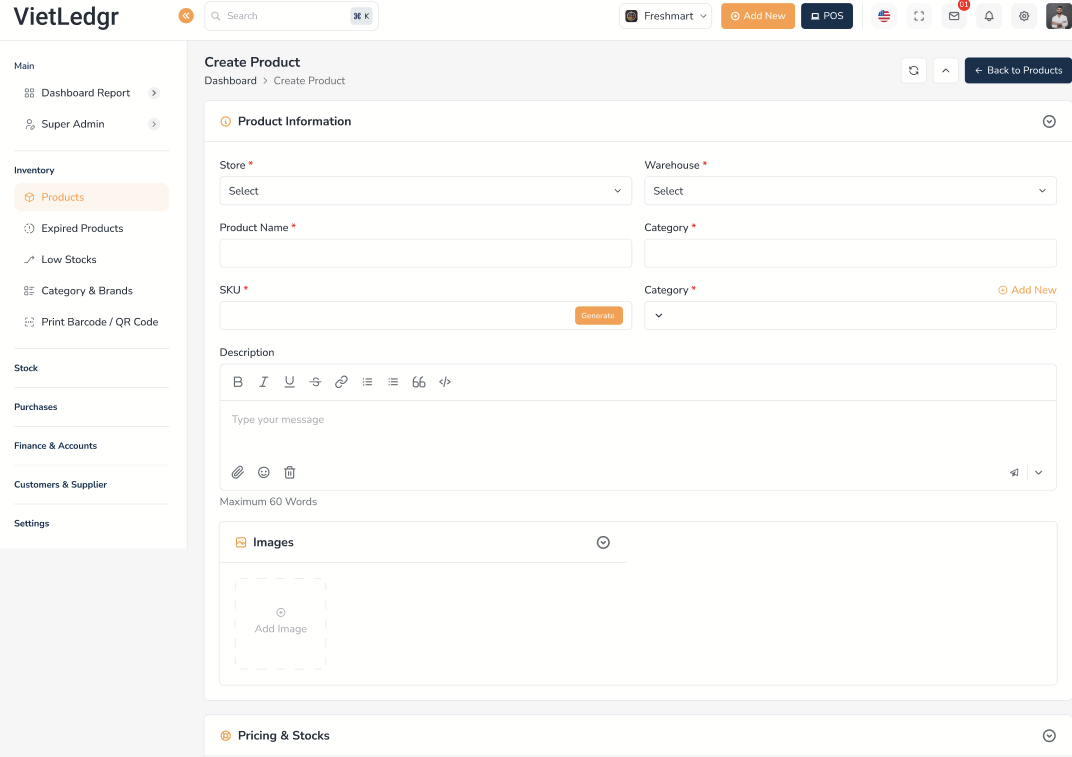 VietLedgr
Search
⌘ K
Freshmart
Add New
POS
01
Main
Dashboard Report
Super Admin
Inventory
Products
Expired Products
Low Stocks
Category & Brands
Print Barcode / QR Code
Stock
Purchases
Finance & Accounts
Customers & Supplier
Settings
Create Product
Dashboard > Create Product
← Back to Products
Product Information
Store *
Warehouse *
Select
Select
Product Name *
Category *
SKU *
Category *
Add New
Generate
Description
Type your message
Maximum 60 Words
Images
Add Image
Pricing & Stocks